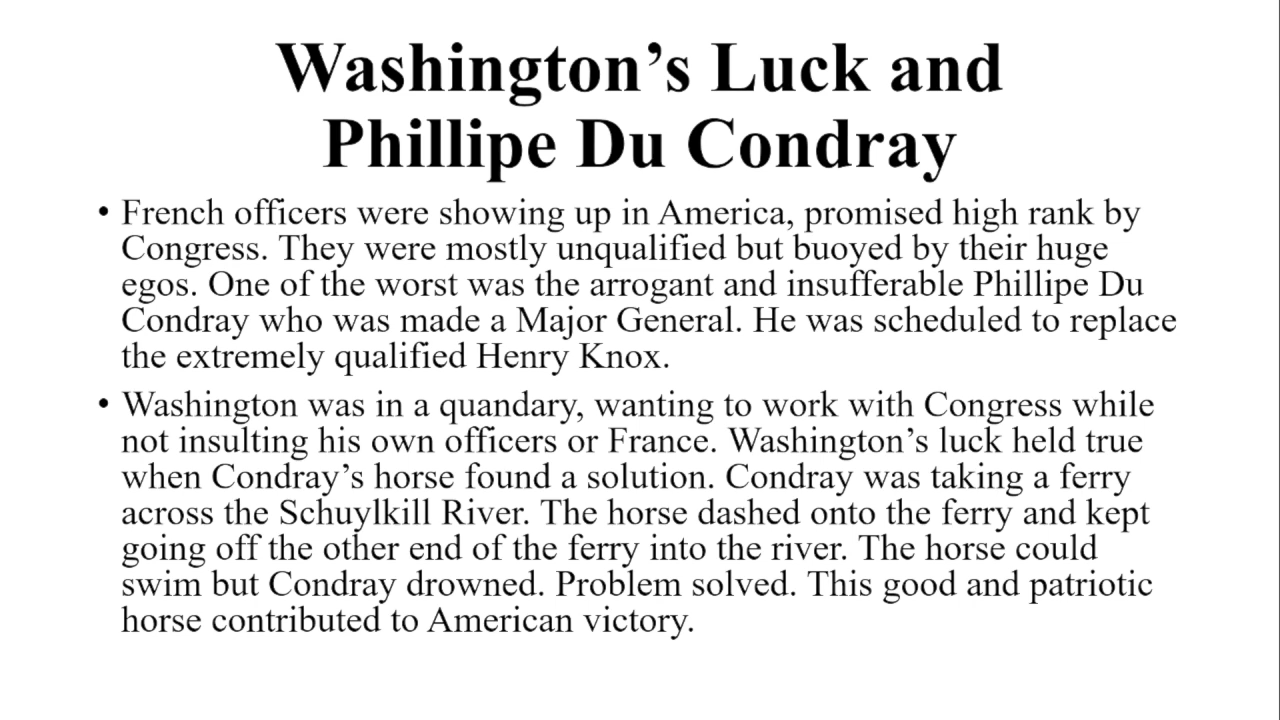 Washington’s Luck and
Phillipe Du Condray
• French officers were showing up in America, promised high rank by
Congress. They were mostly unqualified but buoyed by their huge
egos. One of the worst was the arrogant and insufferable Phillipe Du
Condray who was made a Major General. He was scheduled to replace
the extremely qualified Henry Knox.
• Washington was in a quandary, wanting to work with Congress while
not insulting his own officers or France. Washington’s luck held true
when Condray’s horse found a solution. Condray was taking a ferry
across the Schuylkill River. The horse dashed onto the ferry and kept
going off the other end of the ferry into the river. The horse could
swim but Condray drowned. Problem solved. This good and patriotic
horse contributed to American victory.